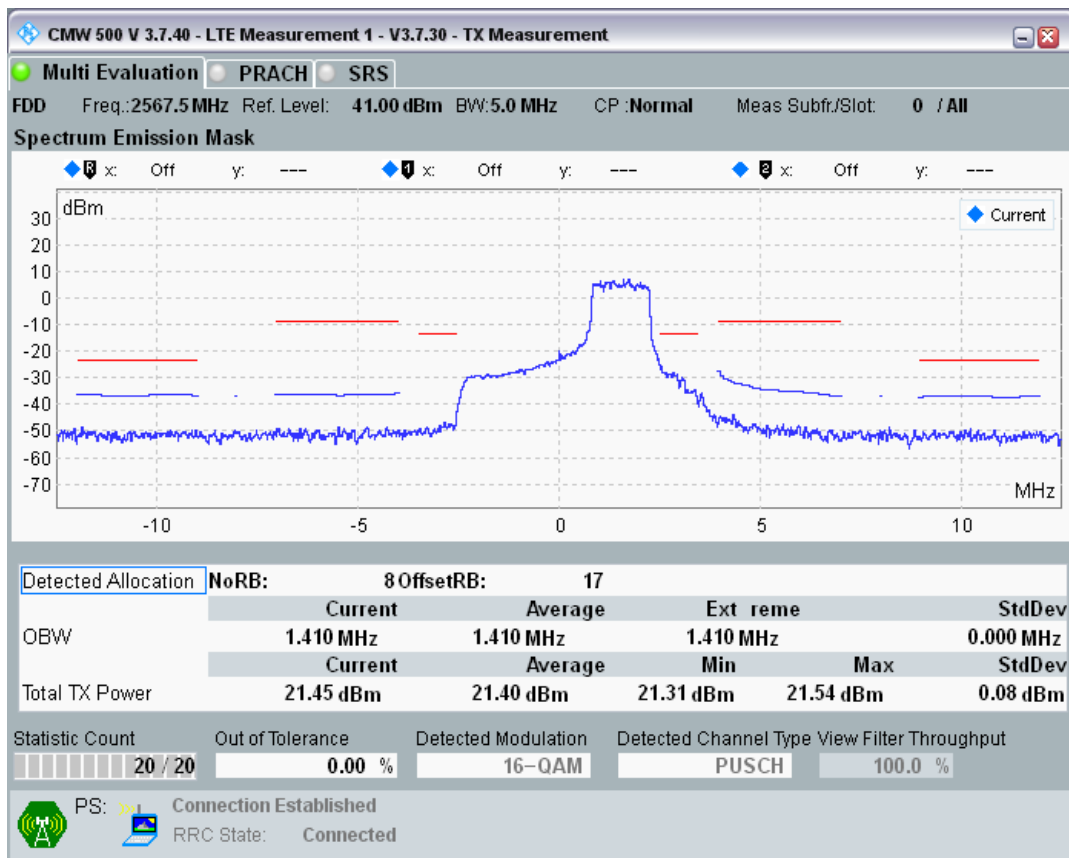 CMW 500 V 3.7.40 - LTE Measurement 1 - V3.7.30 - TX Measurement
Multi Evaluation PRACH SRS
FDD Freq.:2567.5 MHz Ref. Level: 41.00 dBm BW:5.0 MHz CP :Normal Meas Subfr./Slot: 0 / All
Spectrum Emission Mask
R x: Off y: --- 1 x: Off y: --- 2 x: Off y: ---
dBm
Current
30
20
10
0
-10
-20
-30
-40
-50
-60
-70
MHz
-10 -5 0 5 10
Detected Allocation NoRB: 8 OffsetRB: 17
Current Average Ext reme StdDev
OBW 1.410 MHz 1.410 MHz 1.410 MHz 0.000 MHz
Current Average Min Max StdDev
Total TX Power 21.45 dBm 21.40 dBm 21.31 dBm 21.54 dBm 0.08 dBm
Statistic Count Out of Tolerance Detected Modulation Detected Channel Type View Filter Throughput
20 / 20 0.00 % 16-QAM PUSCH 100.0 %
PS: Connection Established
RRC State: Connected